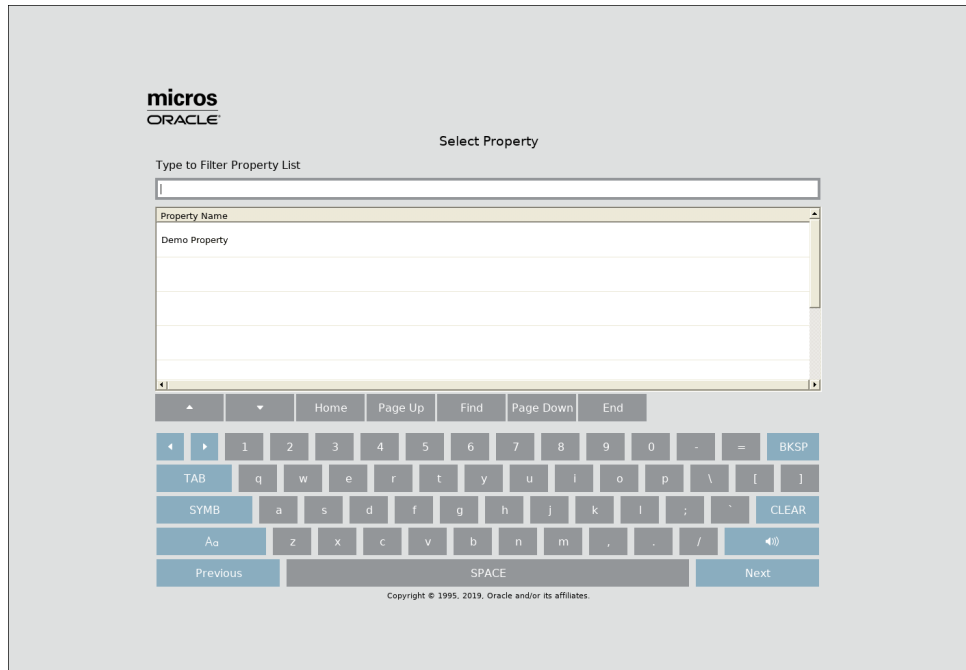 micros
ORACLE
Select Property
Type to Filter Property List
Property Name
Demo Property
Home Page Up Find Page Down End
1 2 3 4 5 6 7 8 9 0 - = BKSP
TAB q w e r t y u i o p \ [ ]
SYMB a s d f g h j k l ; ` CLEAR
Aa z x c v b n m , . /
Previous SPACE Next
Copyright © 1995, 2019, Oracle and/or its affiliates.